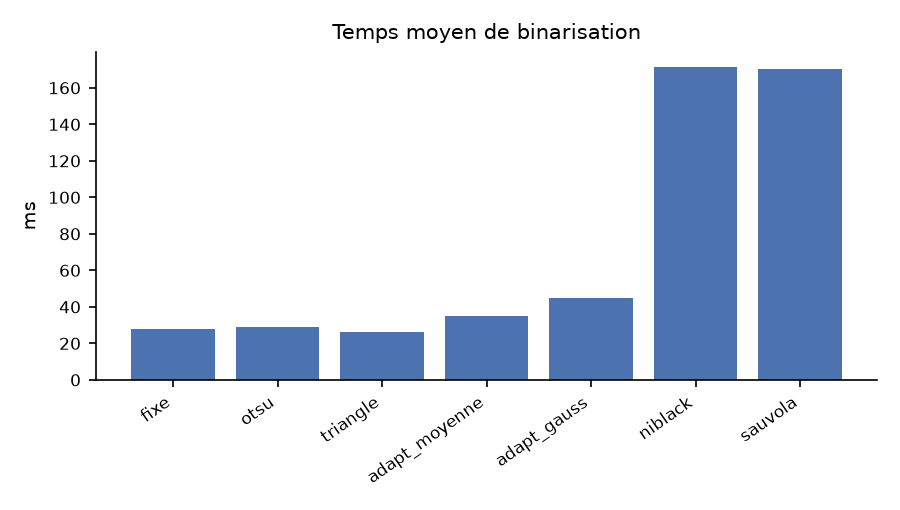 Temps moyen de binarisation
ms
160
140
120
100
80
60
40
20
0
fixe
otsu
triangle
adapt_moyenne
adapt_gauss
niblack
sauvola